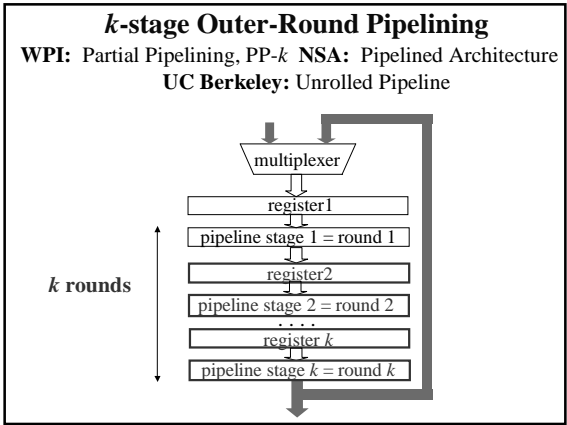 k-stage Outer-Round Pipelining
WPI: Partial Pipelining, PP-k NSA: Pipelined Architecture
UC Berkeley: Unrolled Pipeline
multiplexer
register1
pipeline stage 1 = round 1
register2
k rounds
pipeline stage 2 = round 2
. . . .
register k
pipeline stage k = round k